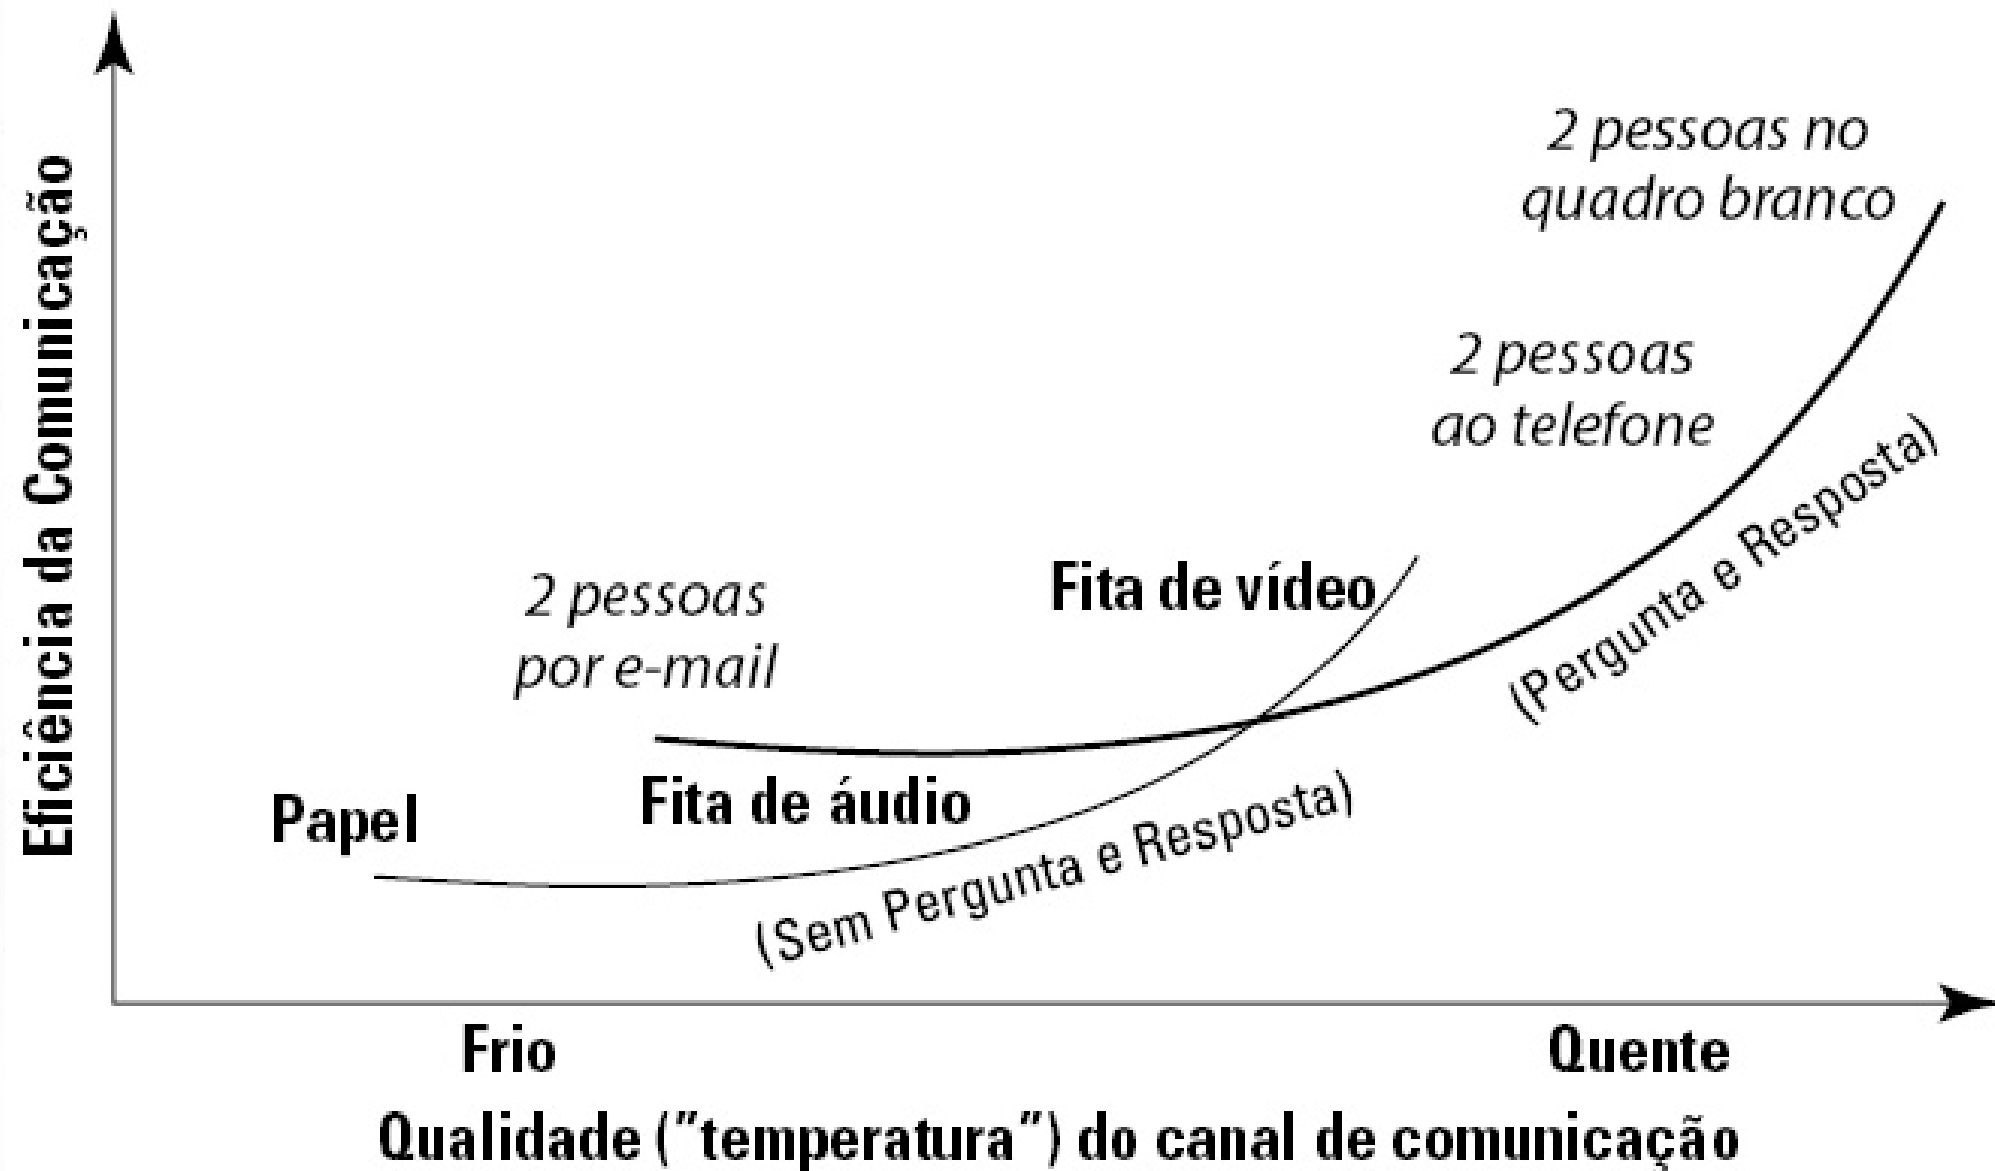 Eficiência da Comunicação
2 pessoas no
quadro branco
2 pessoas
ao telefone
(Pergunta e Resposta)
Fita de vídeo
2 pessoas
por e-mail
Papel
Fita de áudio
(Sem Pergunta e Resposta)
Frio
Quente
Qualidade ("temperatura") do canal de comunicação